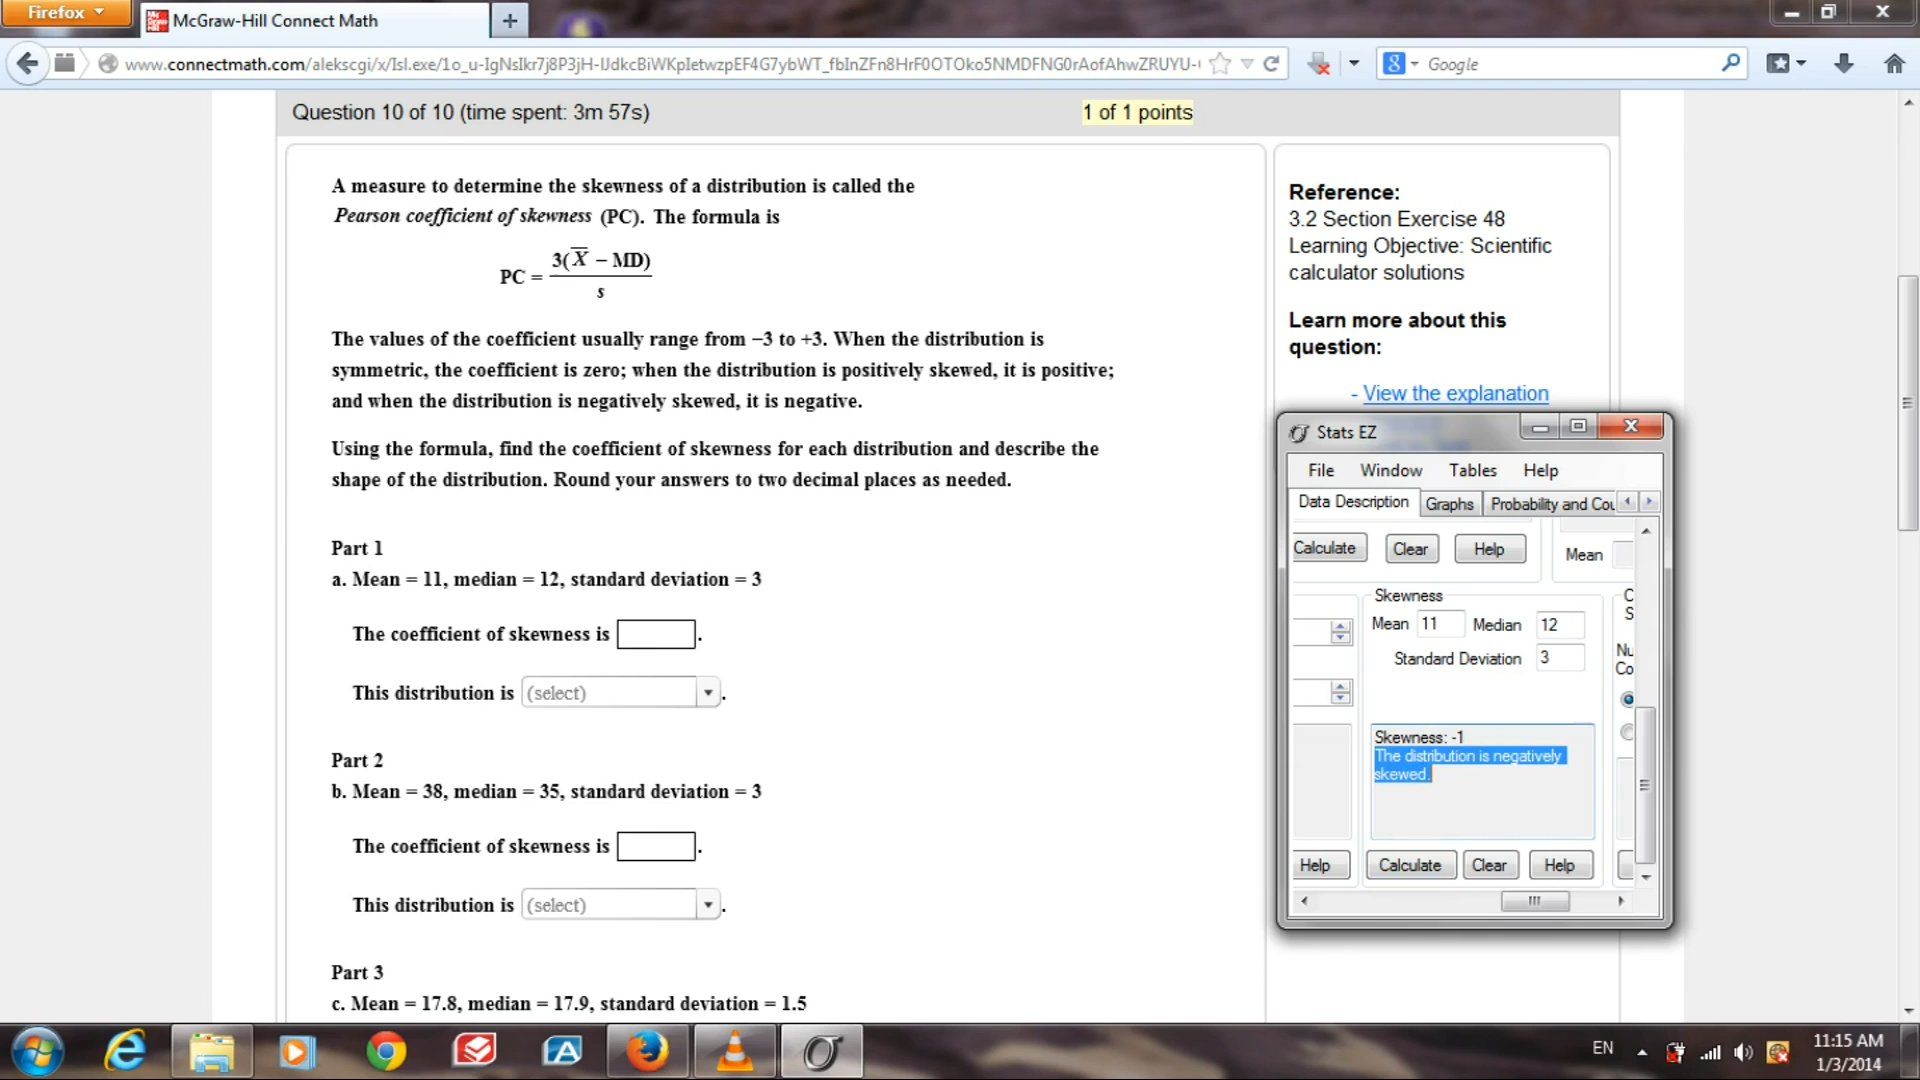 Firefox
McGraw-Hill Connect Math
www.connectmath.com/alekscgi/x/Isl.exe/1o_u-IgNsIkr7j8P3jH-IJdkcBiWKpIetwzpEF4G7ybWT_fbInZFn8HrF0OTOko5NMDFNG0rAofAhwZRUYU-
Google
Question 10 of 10 (time spent: 3m 57s)
1 of 1 points
A measure to determine the skewness of a distribution is called the
Pearson coefficient of skewness (PC). The formula is
PC = 3(X̅ − MD)
s
The values of the coefficient usually range from −3 to +3. When the distribution is
symmetric, the coefficient is zero; when the distribution is positively skewed, it is positive;
and when the distribution is negatively skewed, it is negative.
Using the formula, find the coefficient of skewness for each distribution and describe the
shape of the distribution. Round your answers to two decimal places as needed.
Part 1
a. Mean = 11, median = 12, standard deviation = 3
The coefficient of skewness is .
This distribution is (select) .
Part 2
b. Mean = 38, median = 35, standard deviation = 3
The coefficient of skewness is .
This distribution is (select) .
Part 3
c. Mean = 17.8, median = 17.9, standard deviation = 1.5
Reference:
3.2 Section Exercise 48
Learning Objective: Scientific
calculator solutions
Learn more about this
question:
- View the explanation
Stats EZ
File Window Tables Help
Data Description Graphs Probability and Cou
Calculate Clear Help Mean
Skewness
Mean 11 Median 12
Standard Deviation 3
Nu
Co
Skewness: -1
The distribution is negatively
skewed.
Help Calculate Clear Help
EN
11:15 AM
1/3/2014